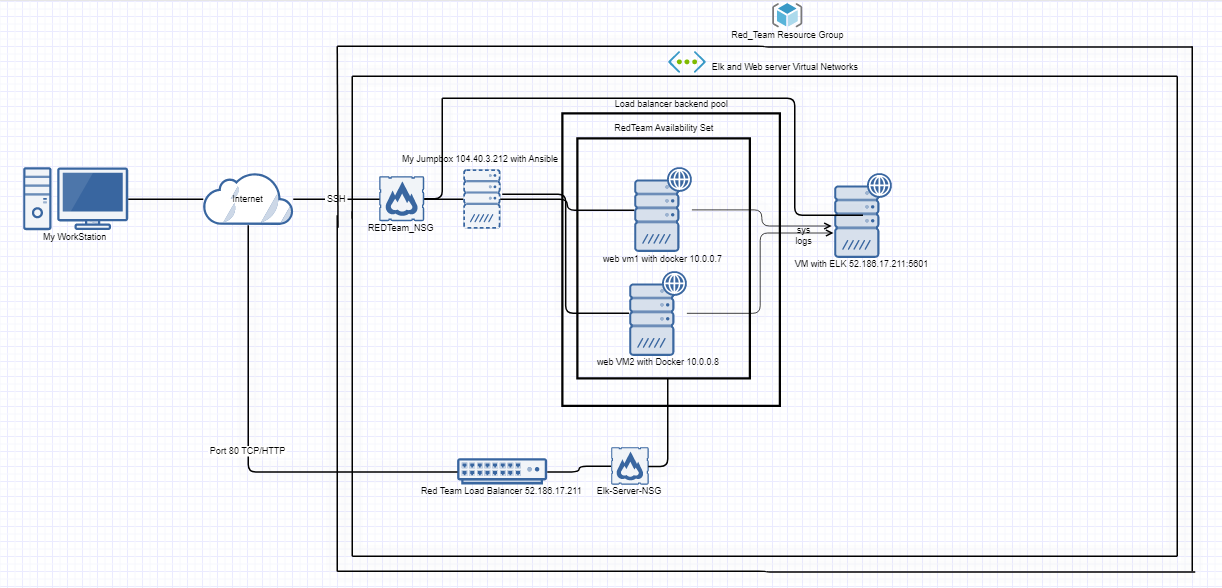 Red_Team Resource Group
Elk and Web server Virtual Networks
Load balancer backend pool
RedTeam Availability Set
My Jumpbox 104.40.3.212 with Ansible
Internet
SSH
REDTeam_NSG
My WorkStation
sys
logs
web vm1 with docker 10.0.0.7
VM with ELK 52.186.17.211:5601
web VM2 with Docker 10.0.0.8
Port 80 TCP/HTTP
Red Team Load Balancer 52.186.17.211
Elk-Server-NSG